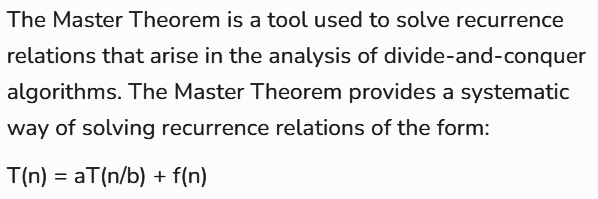 The Master Theorem is a tool used to solve recurrence
relations that arise in the analysis of divide-and-conquer
algorithms. The Master Theorem provides a systematic
way of solving recurrence relations of the form:
T(n) = aT(n/b) + f(n)